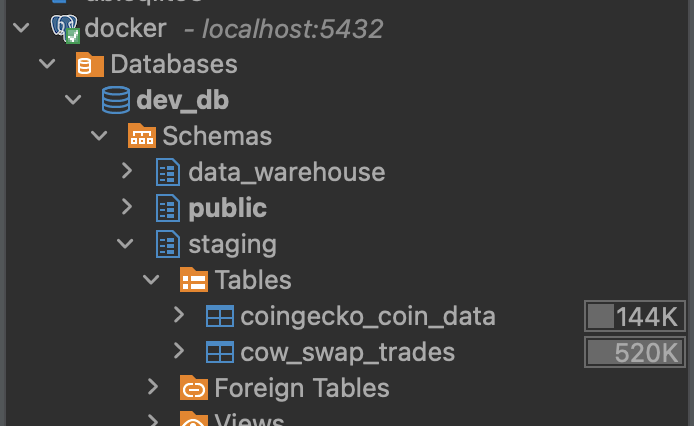 docker - localhost:5432
Databases
dev_db
Schemas
data_warehouse
public
staging
Tables
coingecko_coin_data 144K
cow_swap_trades 520K
Foreign Tables
Views